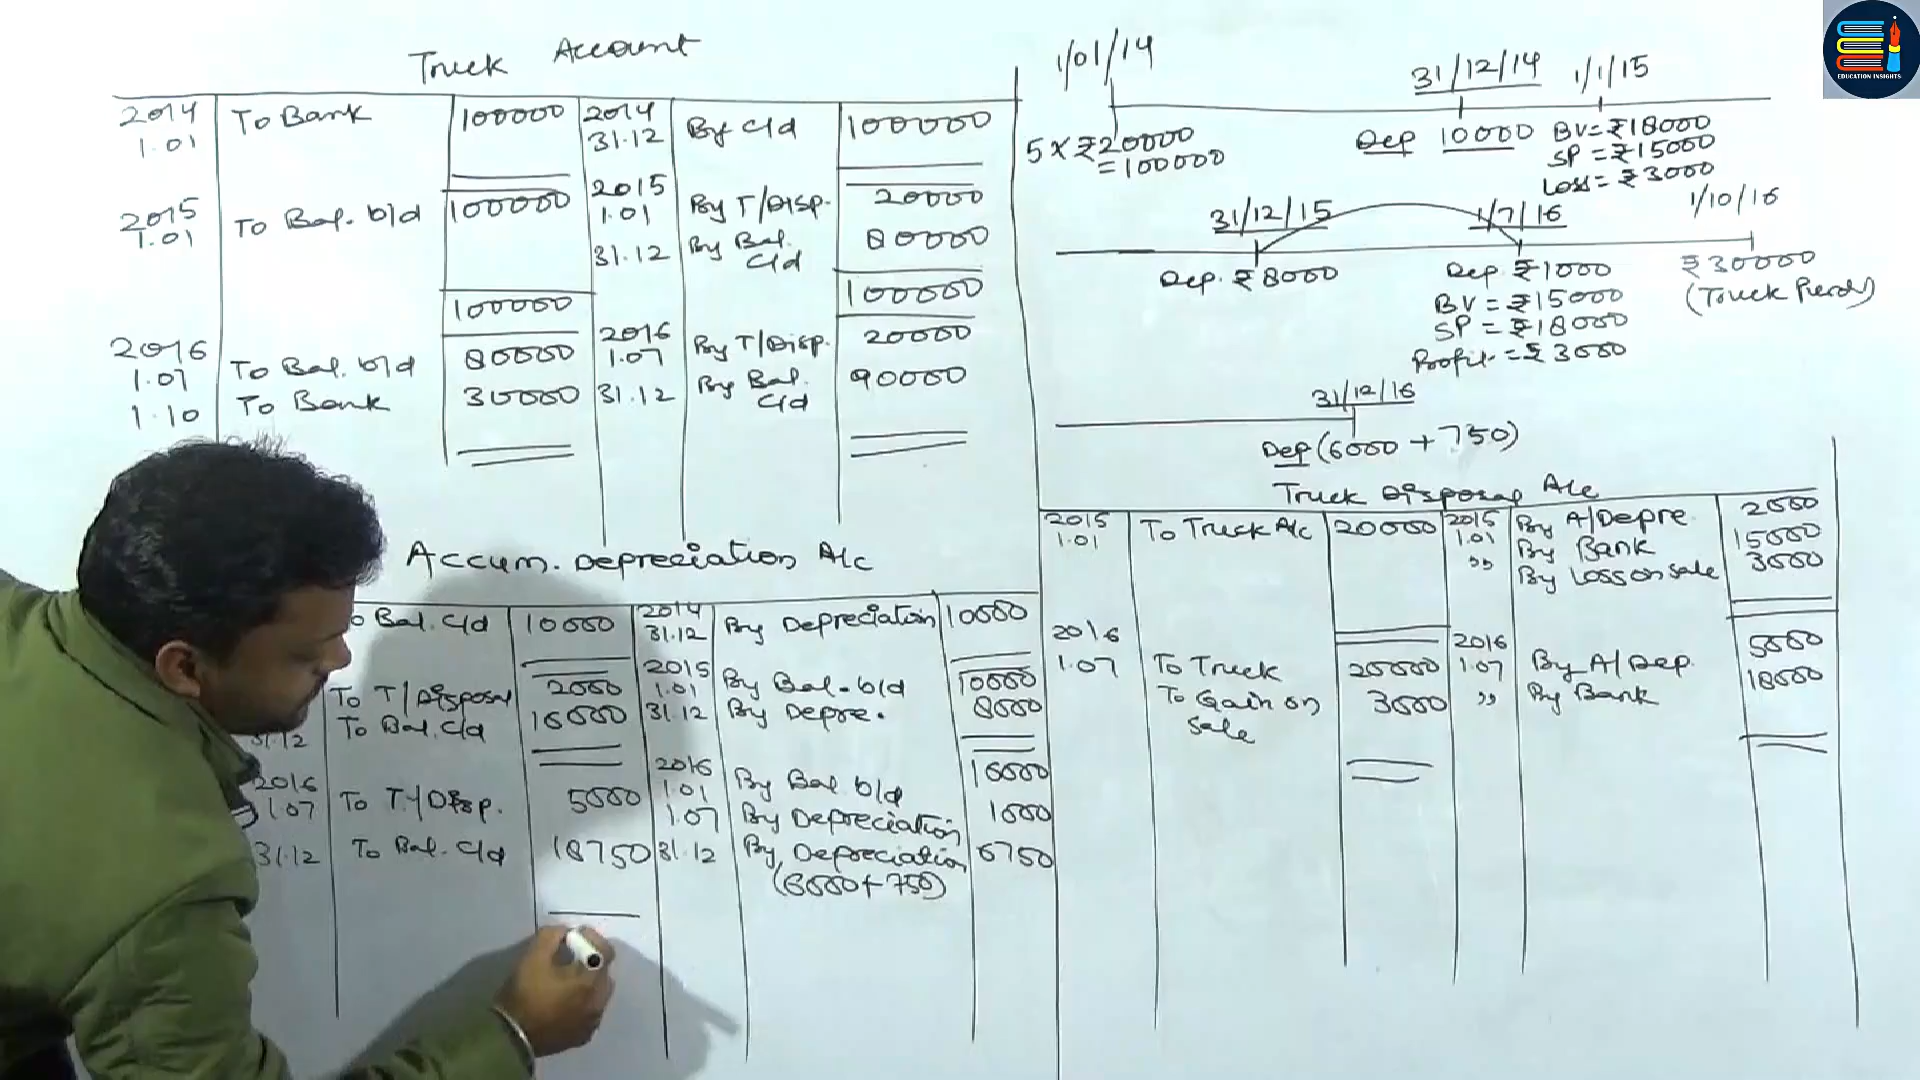 Truck Account
2014 To Bank 100000 2014 By c/d 100000
1.01 31.12
2015 To Bal. b/d 100000 2015 By T/Disp. 20000
1.01 1.01
31.12 By Bal. c/d 80000
100000 100000
2016 To Bal. b/d 80000 2016 By T/Disp. 20000
1.07 1.07
1.10 To Bank 30000 31.12 By Bal. c/d 90000
Accum. Depreciation A/c
o Bal. c/d 10000 2014 By Depreciation 10000
31.12
To T/Disposal 2000 2015 By Bal. b/d 10000
1.01
31.12 To Bal. c/d 16000 31.12 By Depre. 8000
2016 2016 By Bal. b/d 16000
1.07 To T/Disp. 5000 1.01
1.07 By Depreciation 1000
31.12 To Bal. c/d 18750 31.12 By Depreciation 6750
(6000+750)
1/01/14 31/12/14 1/1/15
5 x ₹20000 Dep 10000 BV = ₹18000
= 100000 SP = ₹15000
Loss = ₹3000
31/12/15 1/7/16 1/10/16
Dep. ₹8000 Dep. ₹1000 ₹30000
BV = ₹15000 (Truck Purch)
SP = ₹18000
Profit = ₹3000
31/12/16
Dep (6000 + 750)
Truck Disposal A/c
2015 To Truck A/c 20000 2015 By A/Depre. 2000
1.01 1.01 By Bank 15000
" By Loss on sale 3000
2016 2016
1.07 To Truck 20000 1.07 By A/Dep. 5000
To Gain on 3000 " By Bank 18000
sale
EDUCATION INSIGHTS